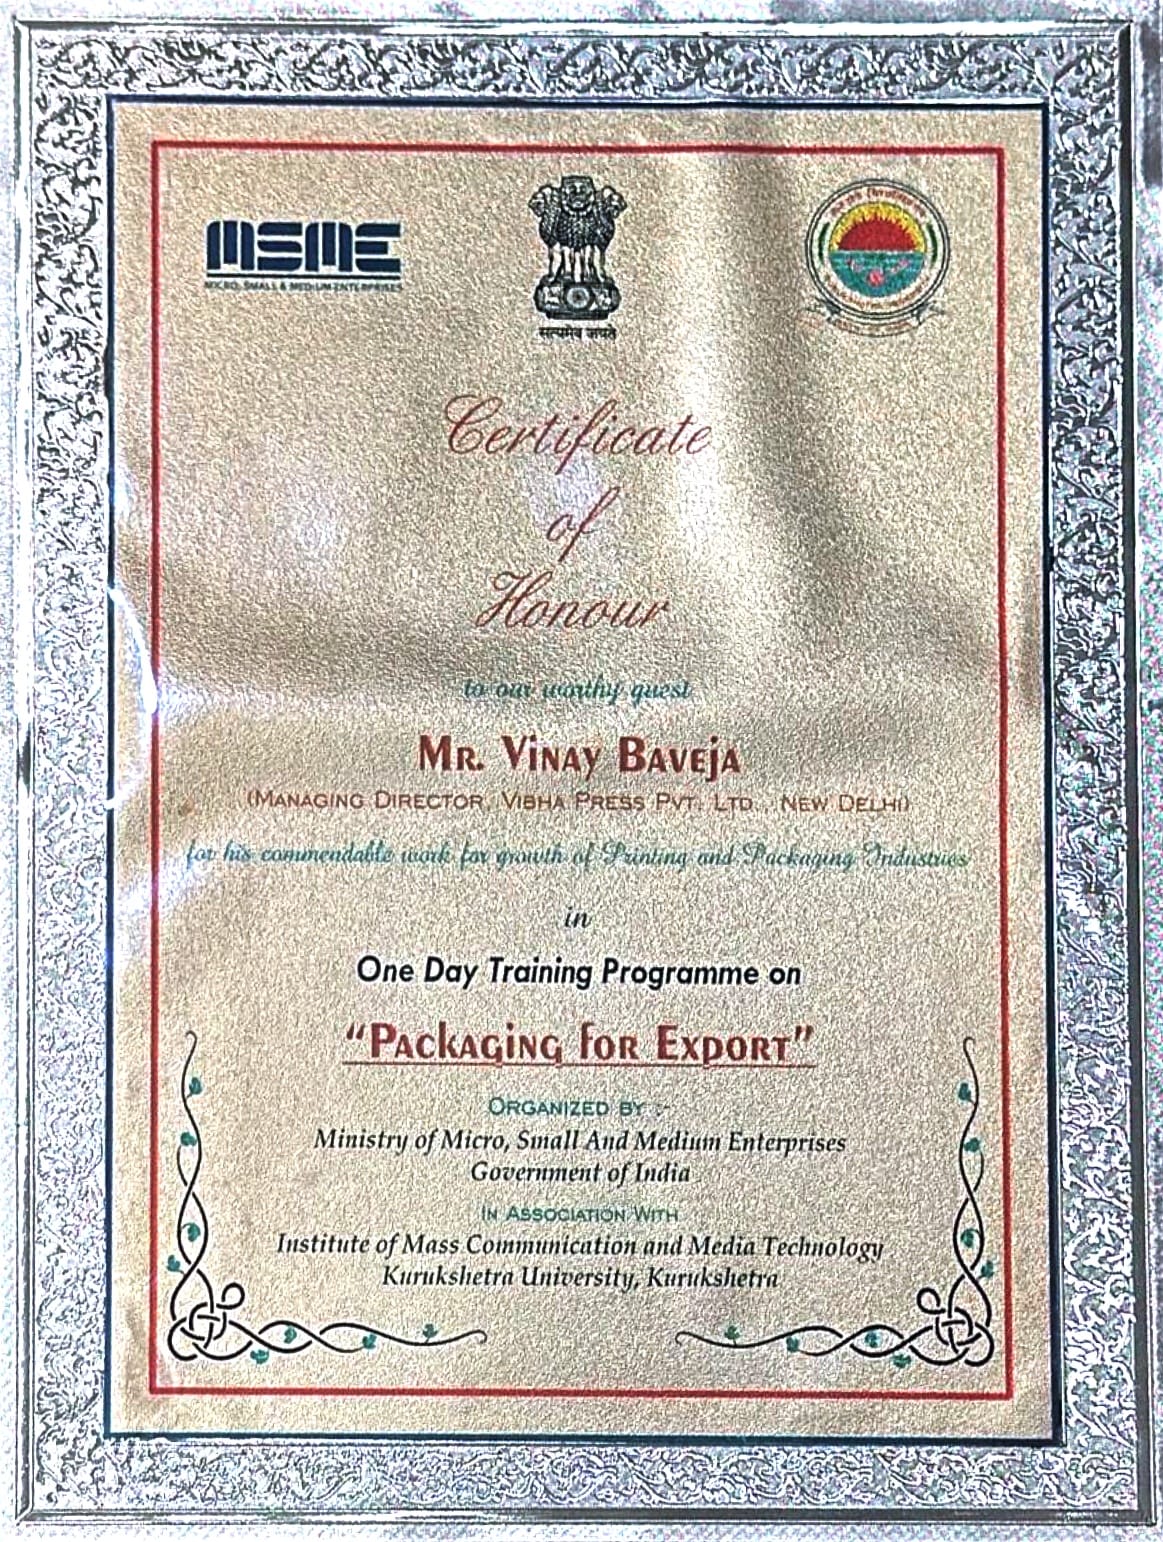 MSME
MICRO, SMALL & MEDIUM ENTERPRISES
सत्यमेव जयते
Certificate
of
Honour
to our worthy guest
Mr. Vinay Baveja
(Managing Director, Vibha Press Pvt. Ltd., New Delhi)
for his commendable work for growth of Printing and Packaging Industries
in
One Day Training Programme on
“Packaging for Export”
Organized by :-
Ministry of Micro, Small And Medium Enterprises
Government of India
In Association With
Institute of Mass Communication and Media Technology
Kurukshetra University, Kurukshetra